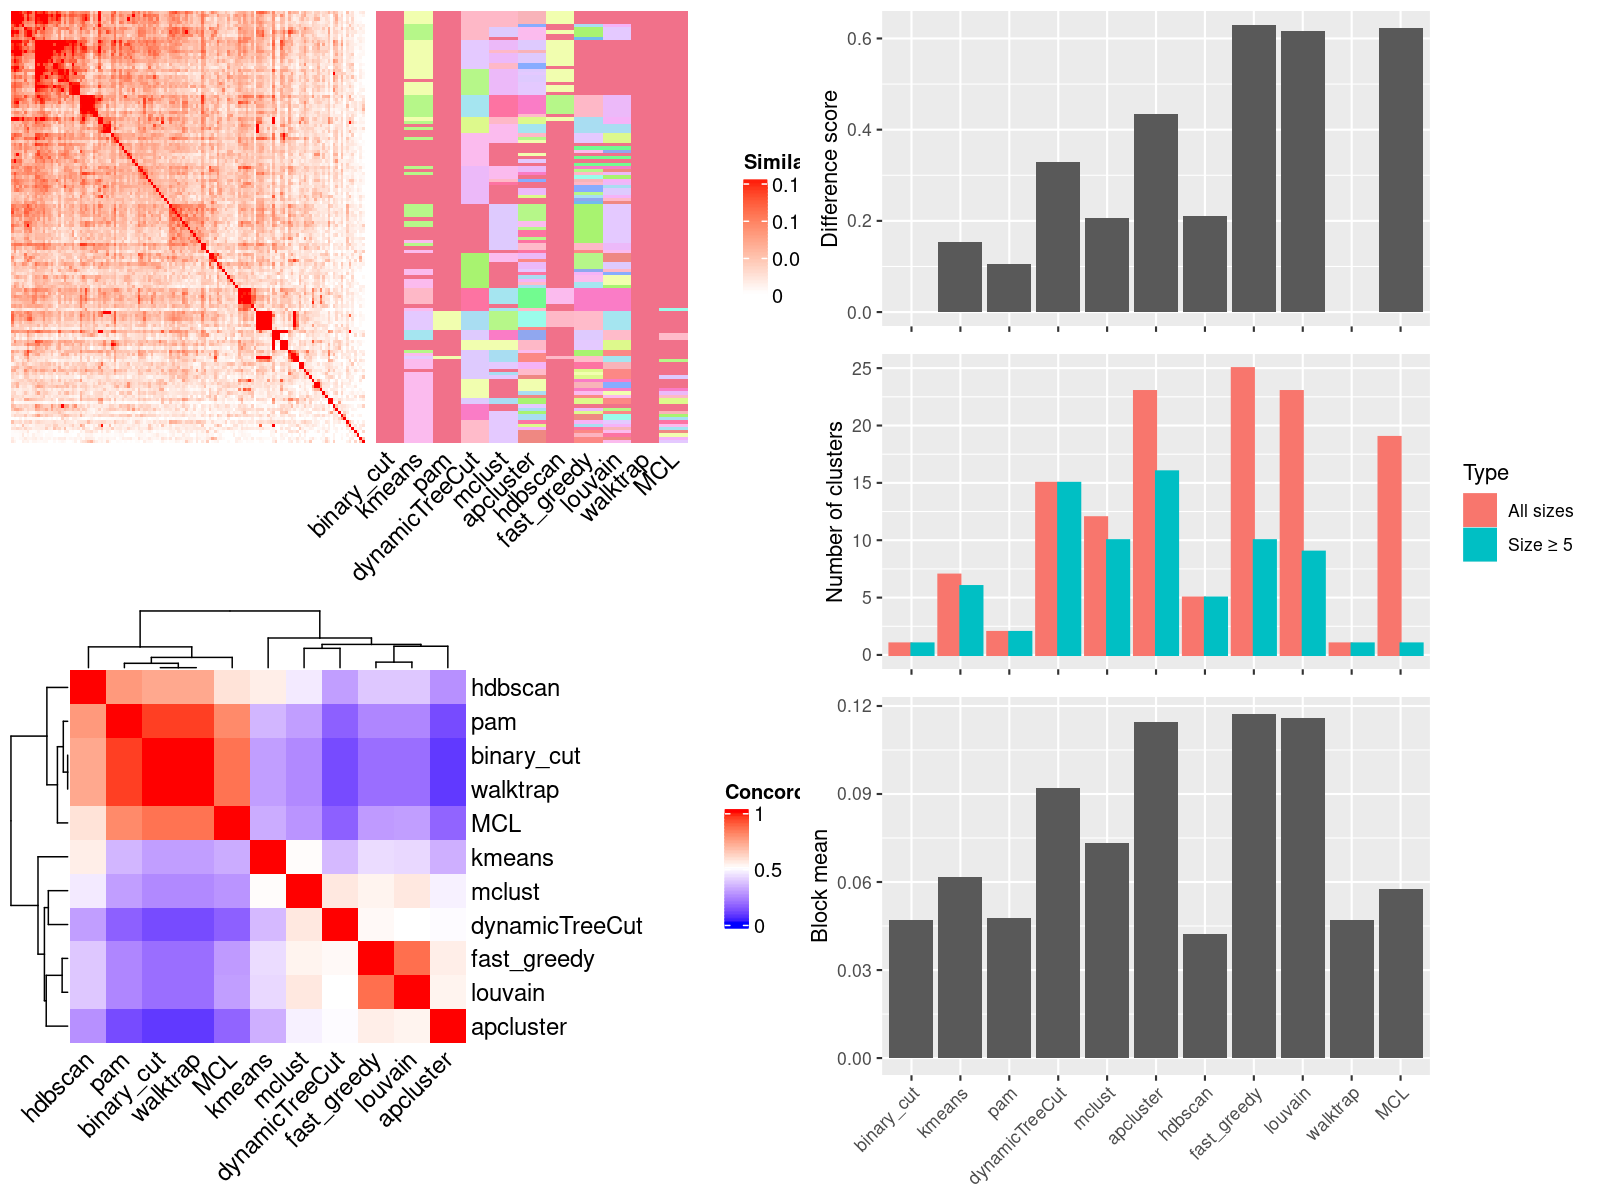 Simila
0.1
0.1
0.0
0
binary_cut
kmeans
pam
dynamicTreeCut
mclust
apcluster
hdbscan
fast_greedy
louvain
walktrap
MCL
hdbscan
pam
binary_cut
walktrap
MCL
kmeans
mclust
dynamicTreeCut
fast_greedy
louvain
apcluster
hdbscan
pam
binary_cut
walktrap
MCL
kmeans
mclust
dynamicTreeCut
fast_greedy
louvain
apcluster
Concord
1
0.5
0
Difference score
0.6
0.4
0.2
0.0
Number of clusters
25
20
15
10
5
0
Type
All sizes
Size ≥ 5
Block mean
0.12
0.09
0.06
0.03
0.00
binary_cut
kmeans
pam
dynamicTreeCut
mclust
apcluster
hdbscan
fast_greedy
louvain
walktrap
MCL